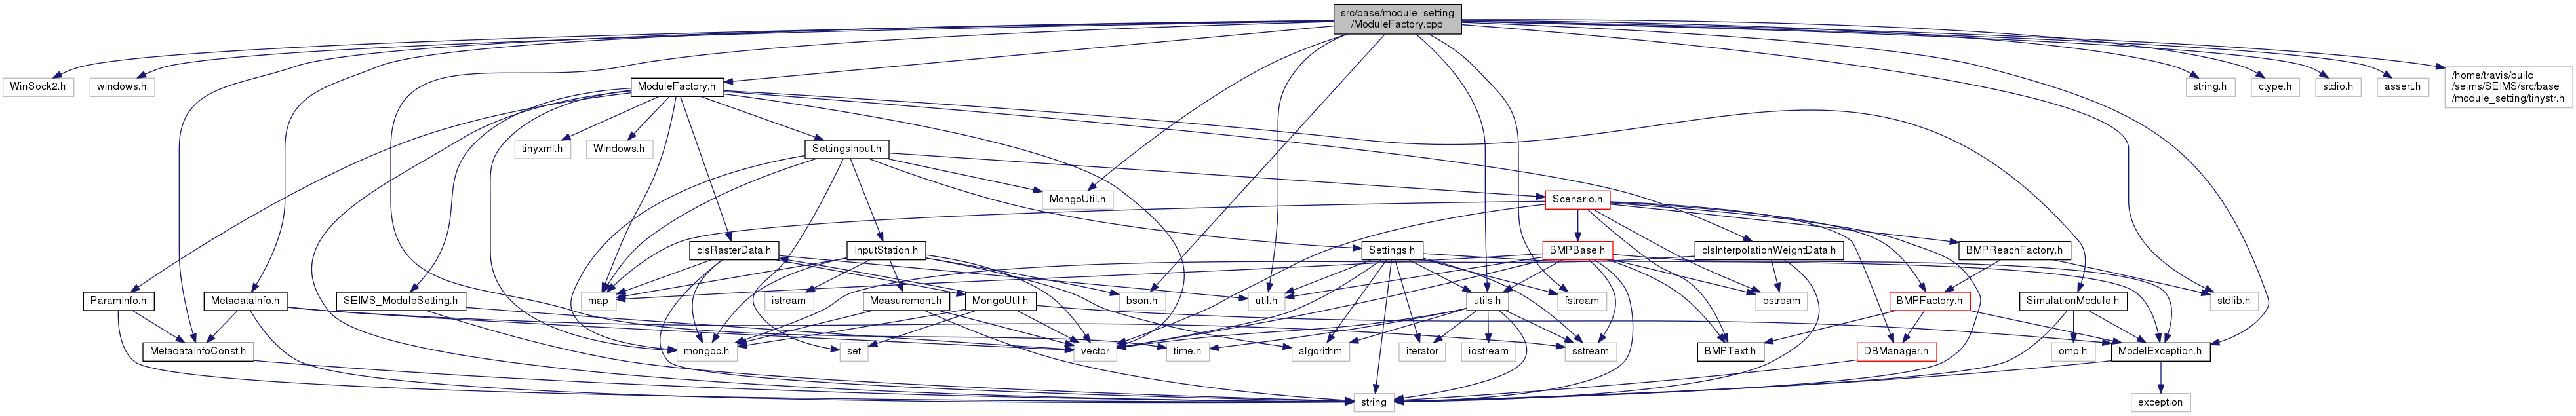 src/base/module_setting
/ModuleFactory.cpp
WinSock2.h
windows.h
ModuleFactory.h
string.h
ctype.h
stdio.h
assert.h
/home/travis/build
/seims/SEIMS/src/base
/module_setting/tinystr.h
tinyxml.h
Windows.h
SettingsInput.h
MongoUtil.h
Scenario.h
clsRasterData.h
InputStation.h
Settings.h
BMPBase.h
clsInterpolationWeightData.h
BMPReachFactory.h
ParamInfo.h
MetadataInfo.h
SEIMS_ModuleSetting.h
map
istream
Measurement.h
MongoUtil.h
bson.h
util.h
utils.h
fstream
ostream
BMPFactory.h
SimulationModule.h
stdlib.h
MetadataInfoConst.h
mongoc.h
set
vector
time.h
algorithm
iterator
iostream
sstream
BMPText.h
DBManager.h
omp.h
ModelException.h
string
exception